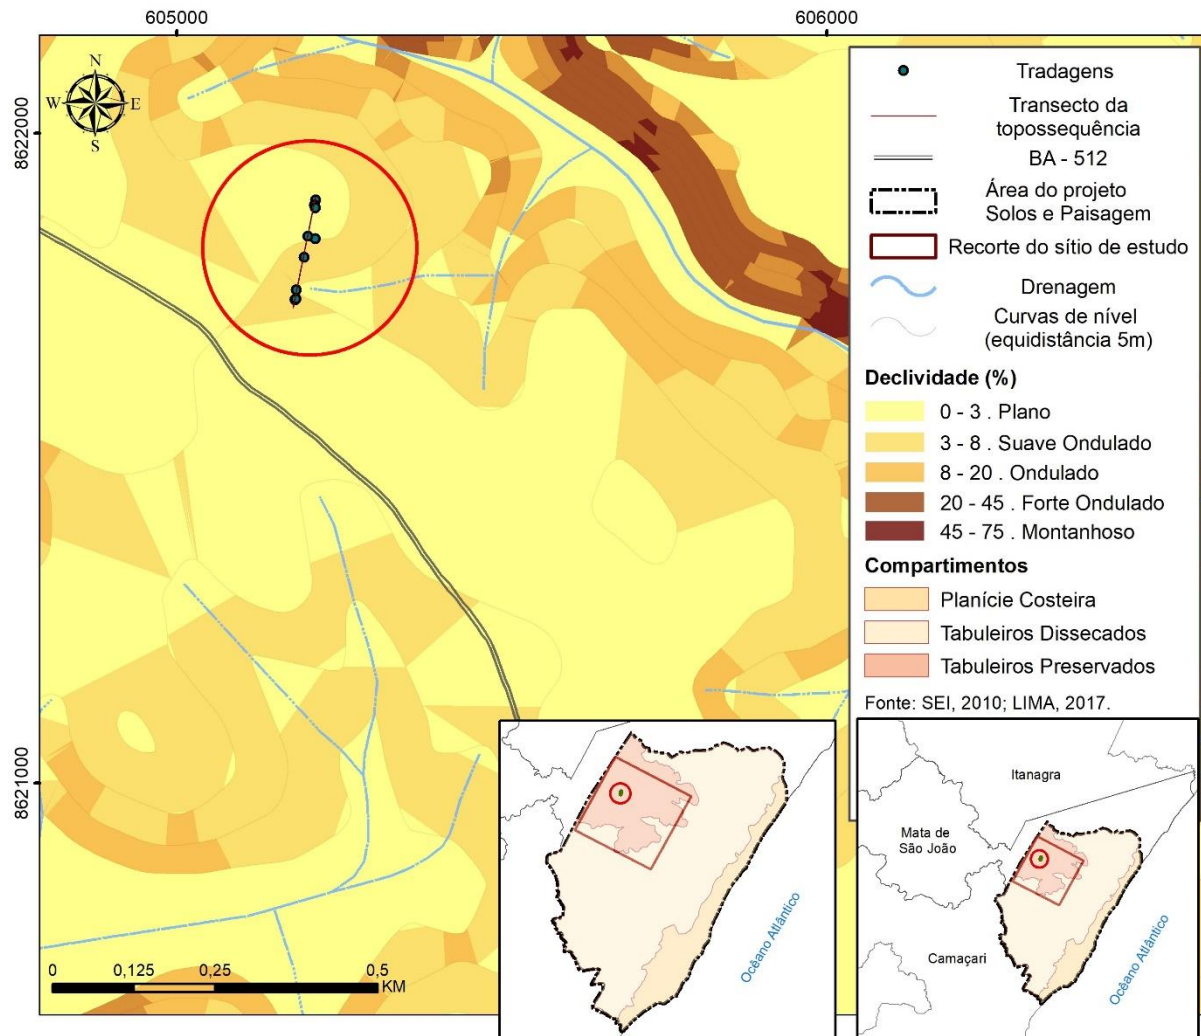 605000
606000
8622000
8621000
N
W
E
S
Tradagens
Transecto da
topossequência
BA - 512
Área do projeto
Solos e Paisagem
Recorte do sítio de estudo
Drenagem
Curvas de nível
(equidistância 5m)
Declividade (%)
0 - 3 . Plano
3 - 8 . Suave Ondulado
8 - 20 . Ondulado
20 - 45 . Forte Ondulado
45 - 75 . Montanhoso
Compartimentos
Planície Costeira
Tabuleiros Dissecados
Tabuleiros Preservados
Fonte: SEI, 2010; LIMA, 2017.
0
0,125
0,25
0,5
KM
Ocêano Atlântico
Itanagra
Mata de
São João
Camaçari
Ocêano Atlântico